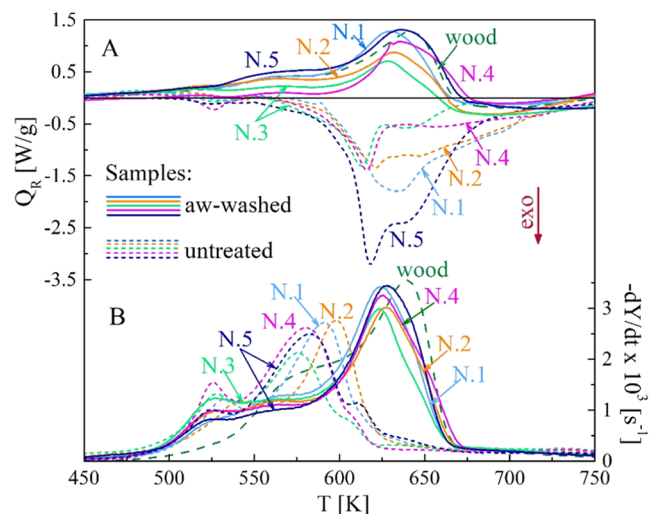 A
N.1
N.2
N.5
wood
N.4
N.3
Samples:
aw-washed
untreated
N.4
N.2
N.1
N.5
exo
Q_R [W/g]
1.5
0.5
-0.5
-1.5
-2.5
-3.5
B
wood
N.1
N.2
N.4
N.5
N.3
N.4
N.2
N.1
3
2
1
0
-dY/dt x 10³ [s⁻¹]
450 500 550 600 650 700 750
T [K]